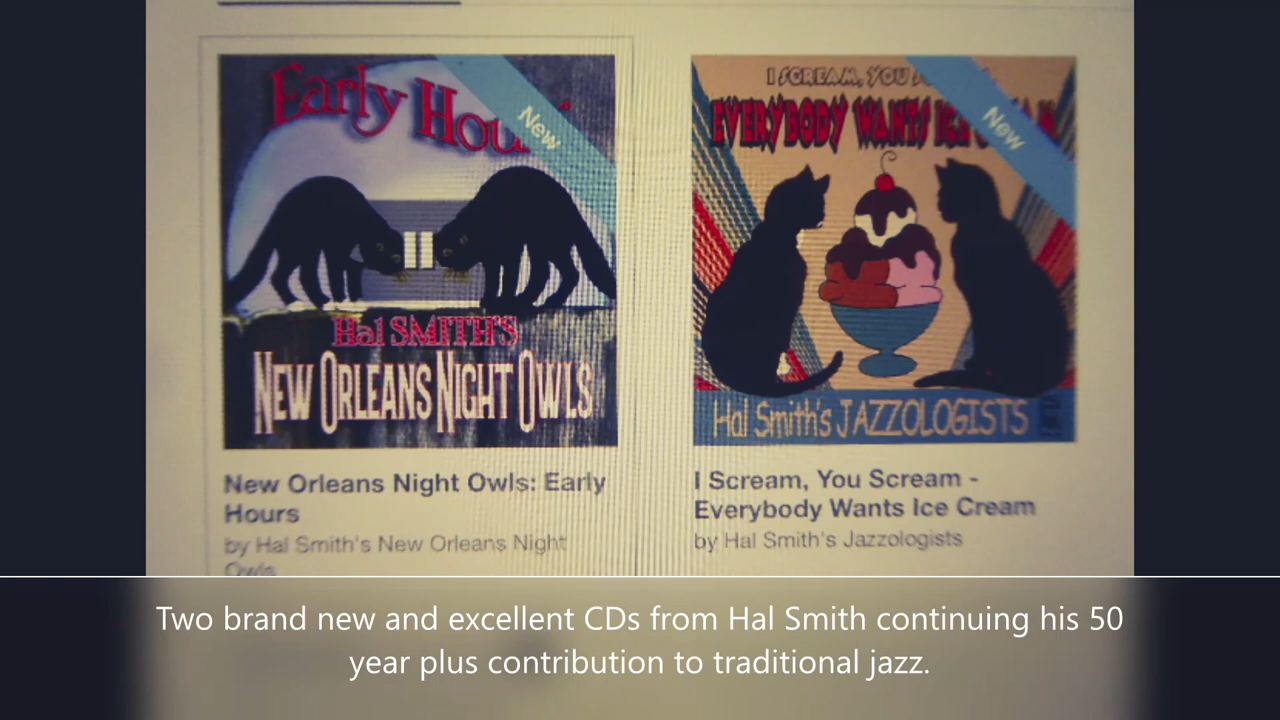 Early Hou
New
Hal SMITH'S
NEW ORLEANS NIGHT OWLS
New Orleans Night Owls: Early
Hours
by Hal Smith's New Orleans Night
Owls
I SCREAM, YOU
EVERYBODY WANTS
New
Hal Smith's JAZZOLOGISTS
I Scream, You Scream -
Everybody Wants Ice Cream
by Hal Smith's Jazzologists
Two brand new and excellent CDs from Hal Smith continuing his 50
year plus contribution to traditional jazz.